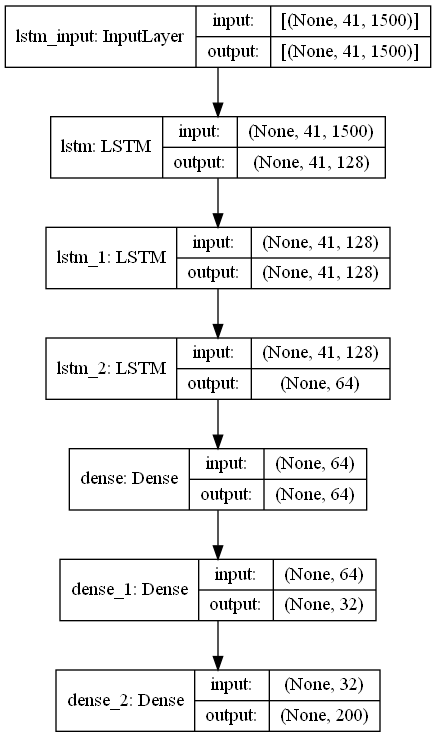 lstm_input: InputLayer
input: [(None, 41, 1500)]
output: [(None, 41, 1500)]
lstm: LSTM
input: (None, 41, 1500)
output: (None, 41, 128)
lstm_1: LSTM
input: (None, 41, 128)
output: (None, 41, 128)
lstm_2: LSTM
input: (None, 41, 128)
output: (None, 64)
dense: Dense
input: (None, 64)
output: (None, 64)
dense_1: Dense
input: (None, 64)
output: (None, 32)
dense_2: Dense
input: (None, 32)
output: (None, 200)